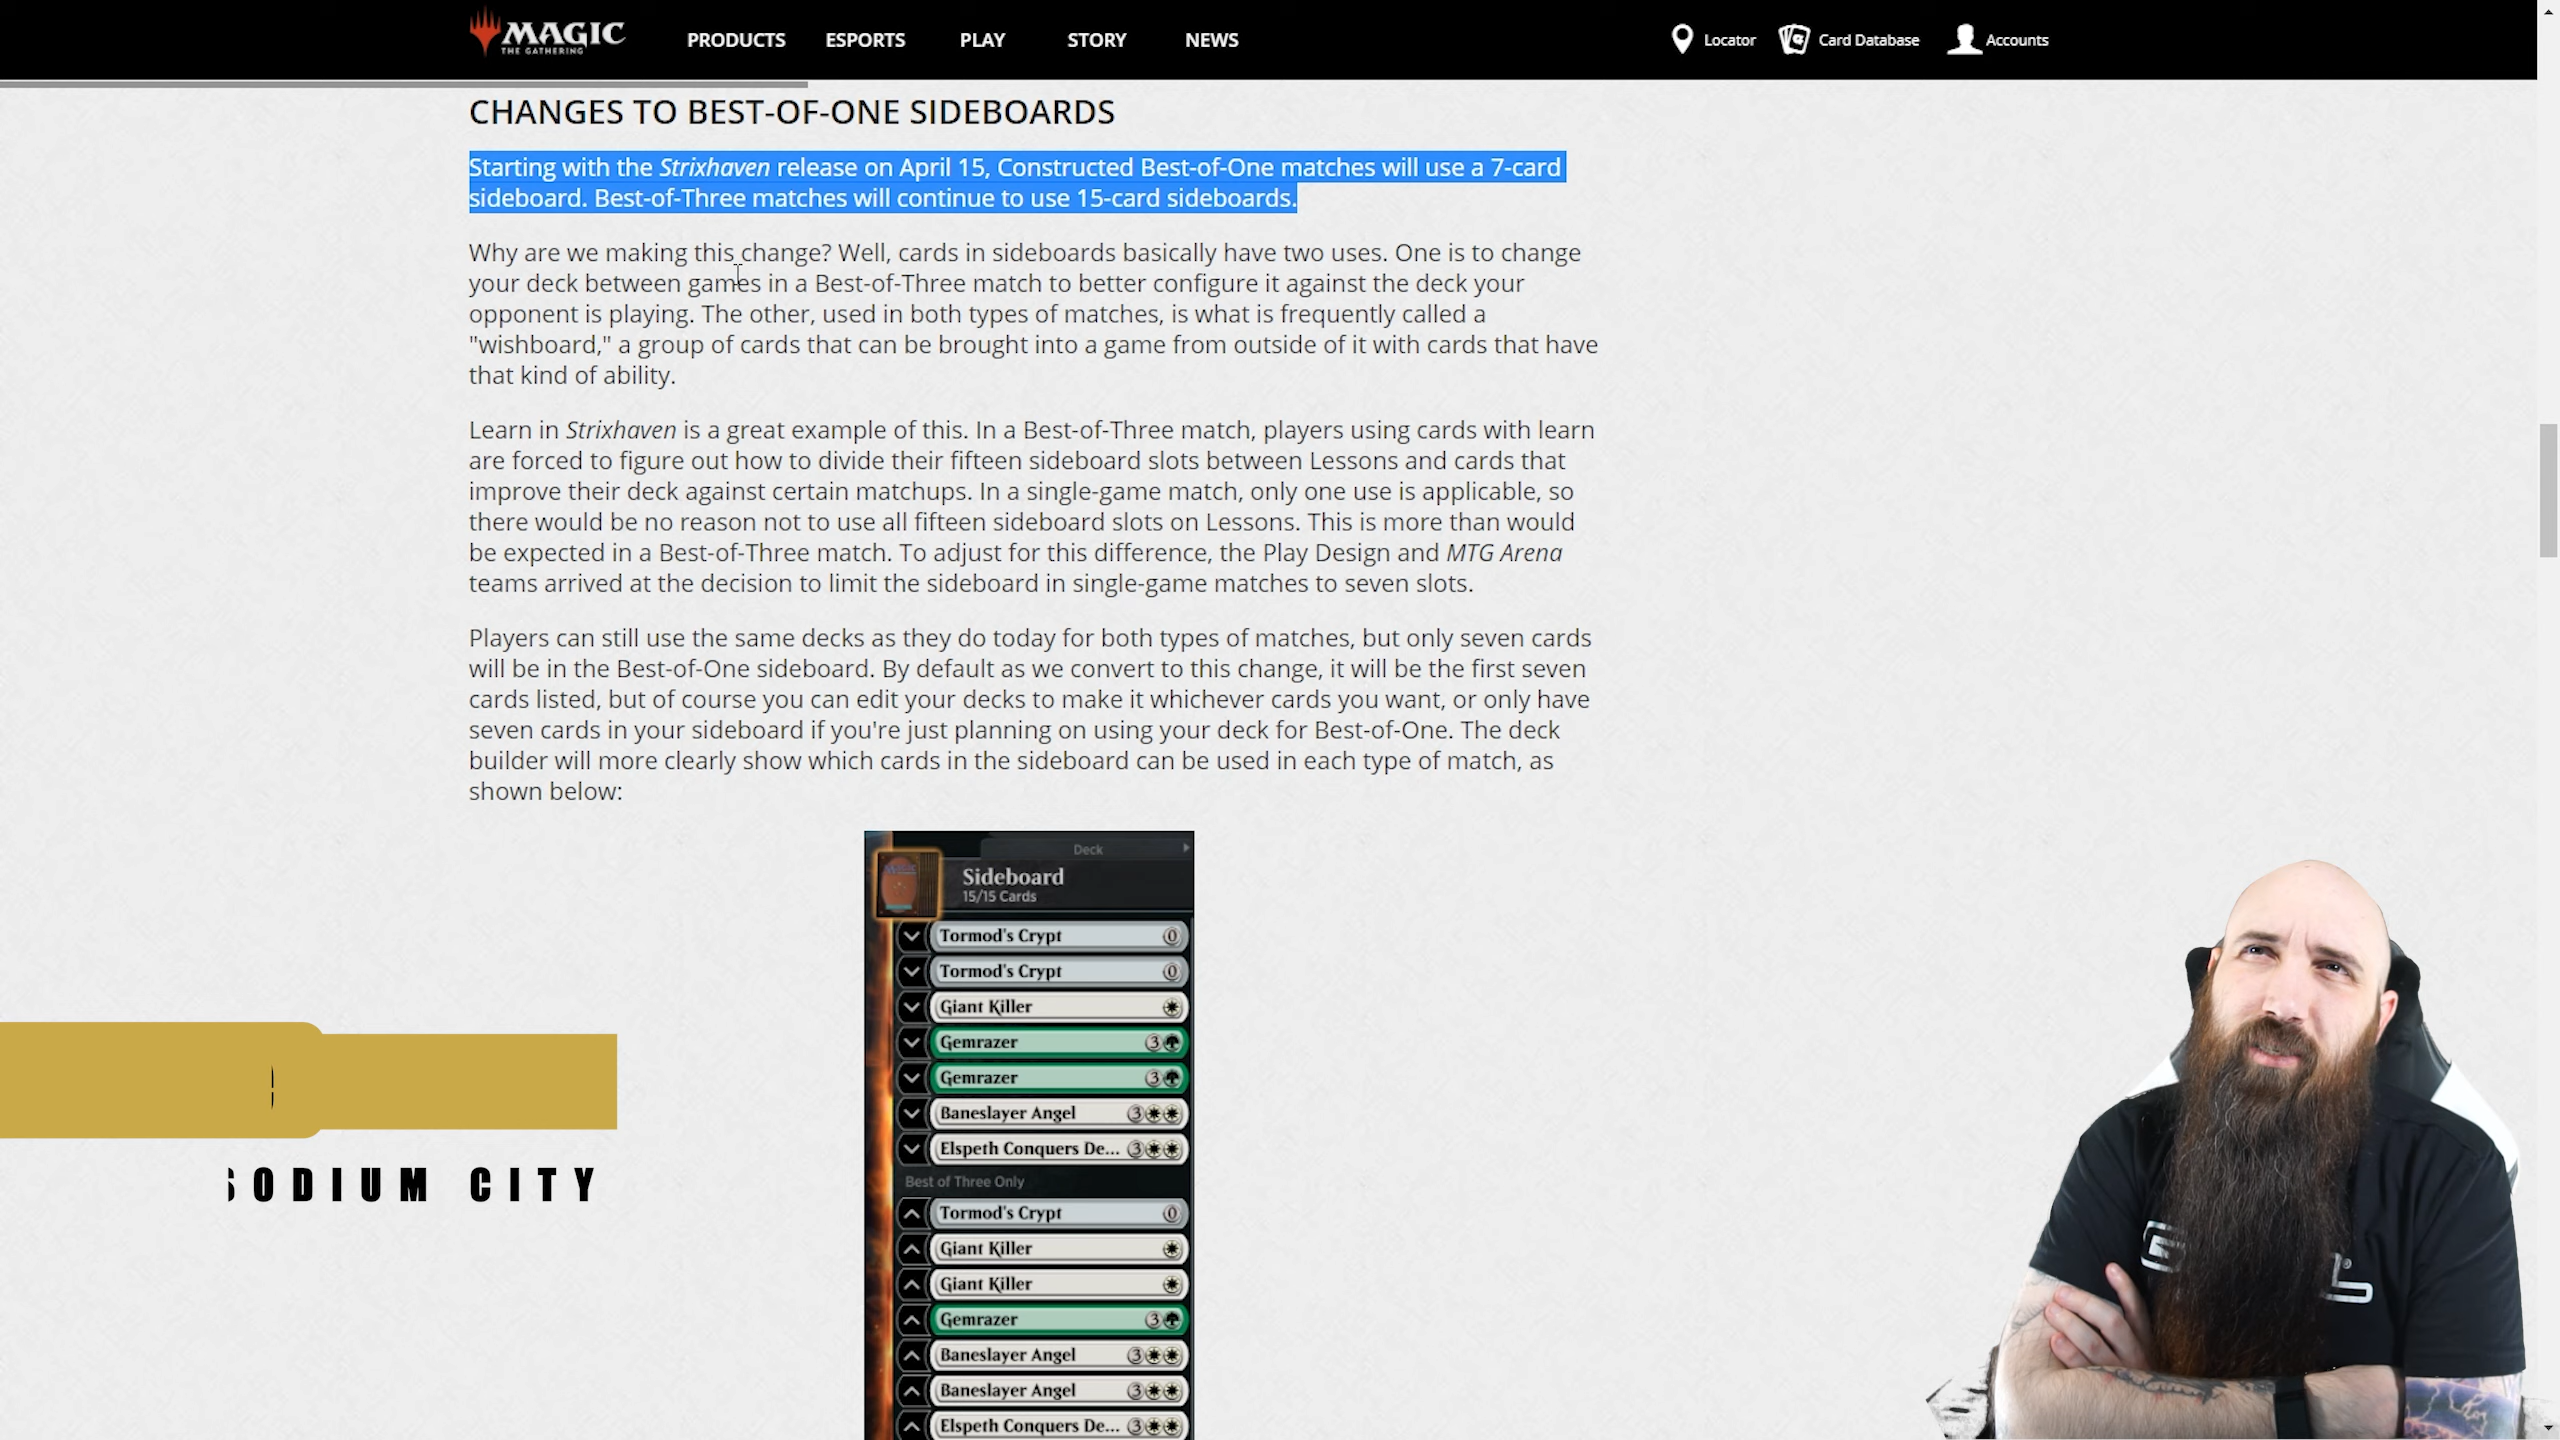 MAGIC
THE GATHERING
PRODUCTS
ESPORTS
PLAY
STORY
NEWS
Locator
Card Database
Accounts
CHANGES TO BEST-OF-ONE SIDEBOARDS
Starting with the Strixhaven release on April 15, Constructed Best-of-One matches will use a 7-card
sideboard. Best-of-Three matches will continue to use 15-card sideboards.
Why are we making this change? Well, cards in sideboards basically have two uses. One is to change
your deck between games in a Best-of-Three match to better configure it against the deck your
opponent is playing. The other, used in both types of matches, is what is frequently called a
"wishboard," a group of cards that can be brought into a game from outside of it with cards that have
that kind of ability.
Learn in Strixhaven is a great example of this. In a Best-of-Three match, players using cards with learn
are forced to figure out how to divide their fifteen sideboard slots between Lessons and cards that
improve their deck against certain matchups. In a single-game match, only one use is applicable, so
there would be no reason not to use all fifteen sideboard slots on Lessons. This is more than would
be expected in a Best-of-Three match. To adjust for this difference, the Play Design and MTG Arena
teams arrived at the decision to limit the sideboard in single-game matches to seven slots.
Players can still use the same decks as they do today for both types of matches, but only seven cards
will be in the Best-of-One sideboard. By default as we convert to this change, it will be the first seven
cards listed, but of course you can edit your decks to make it whichever cards you want, or only have
seven cards in your sideboard if you're just planning on using your deck for Best-of-One. The deck
builder will more clearly show which cards in the sideboard can be used in each type of match, as
shown below:
Deck
Sideboard
15/15 Cards
Tormod's Crypt 0
Tormod's Crypt 0
Giant Killer
Gemrazer 3
Gemrazer 3
Baneslayer Angel 3
Elspeth Conquers De... 3
Best of Three Only
Tormod's Crypt 0
Giant Killer
Giant Killer
Gemrazer 3
Baneslayer Angel 3
Baneslayer Angel 3
Elspeth Conquers De... 3
SODIUM CITY